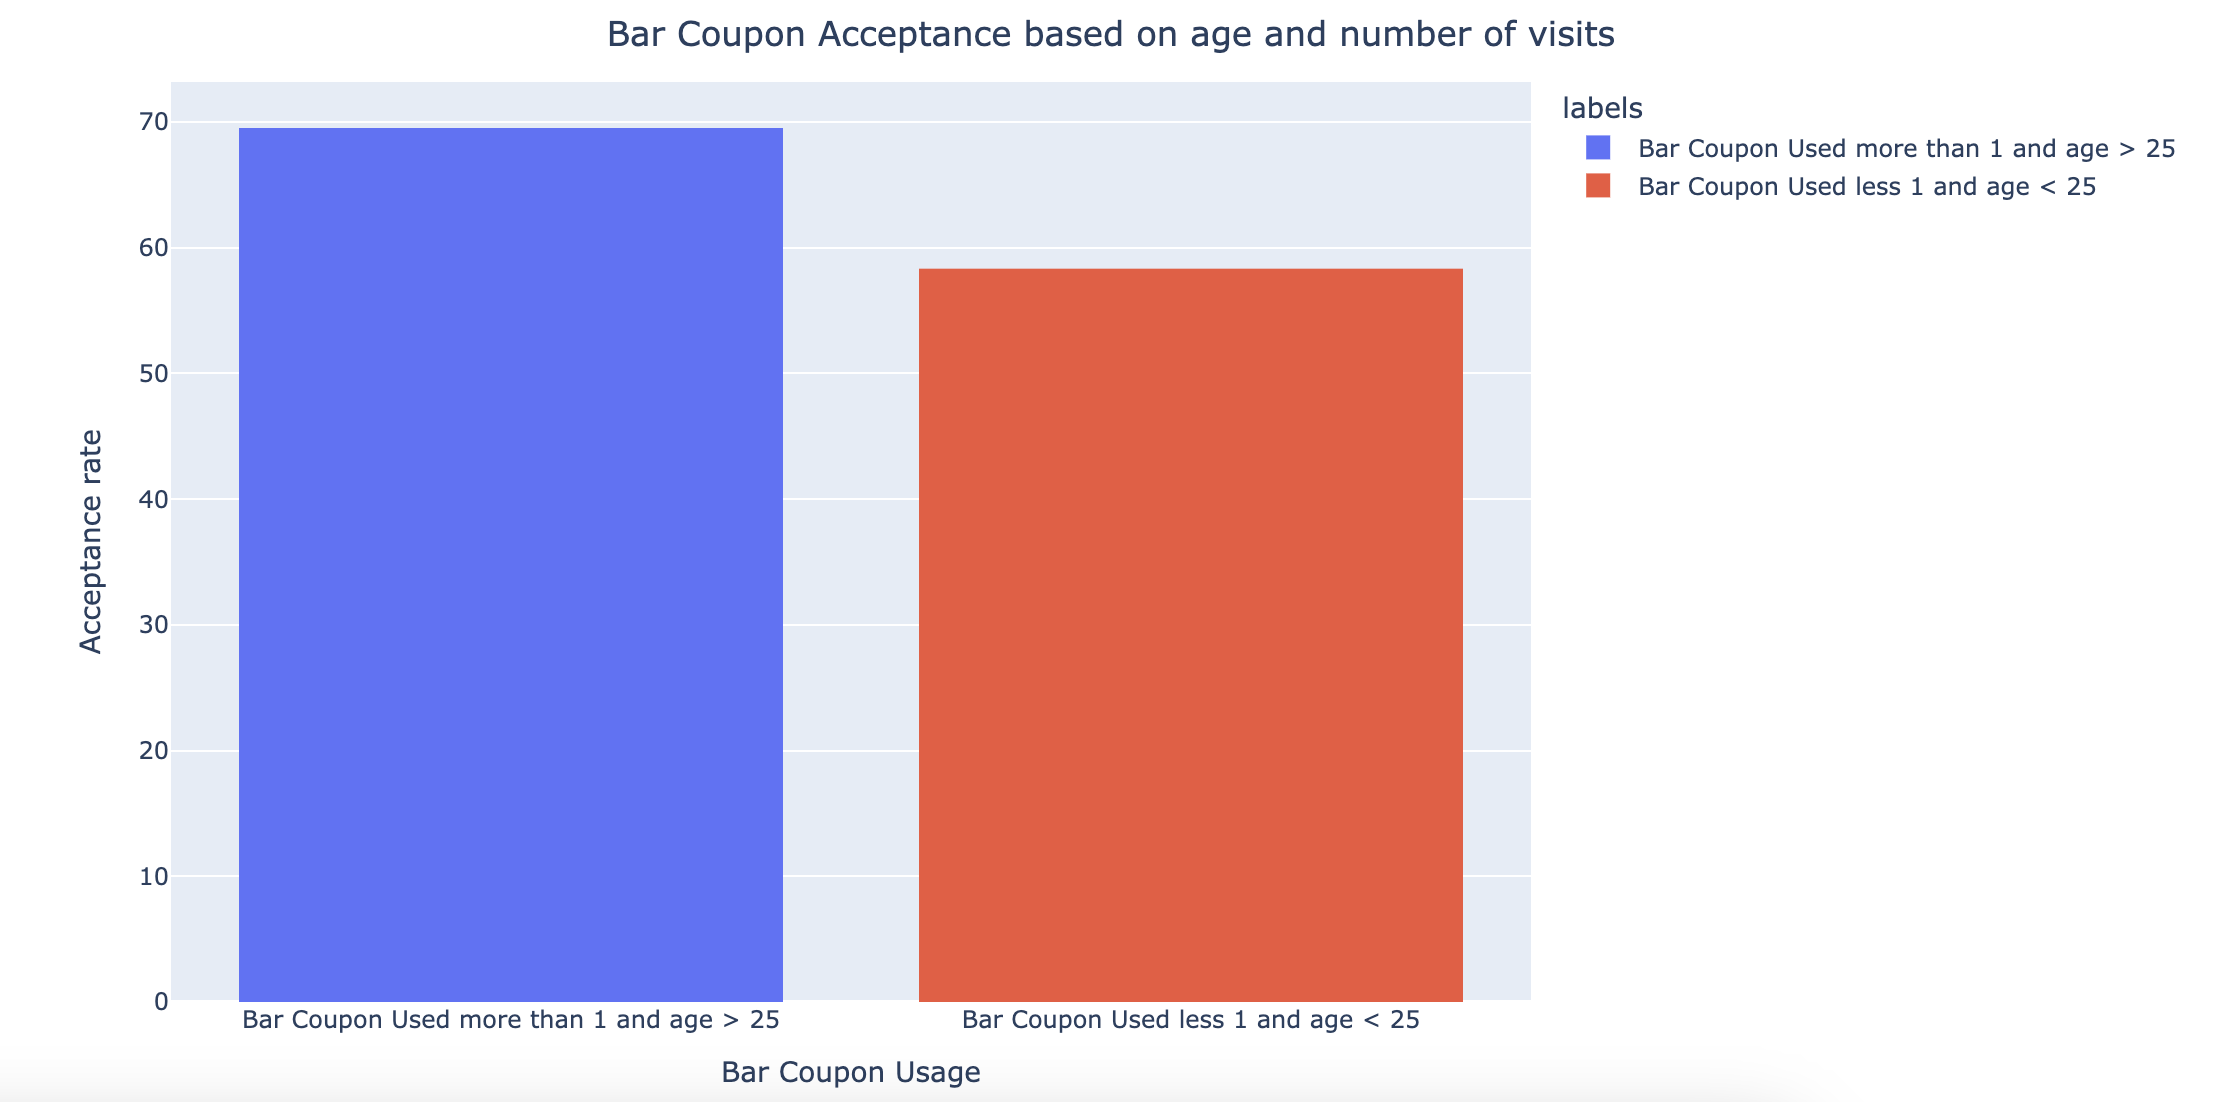 Bar Coupon Acceptance based on age and number of visits
labels
Bar Coupon Used more than 1 and age > 25
Bar Coupon Used less 1 and age < 25
70
60
50
40
30
20
10
0
Acceptance rate
Bar Coupon Used more than 1 and age > 25
Bar Coupon Used less 1 and age < 25
Bar Coupon Usage